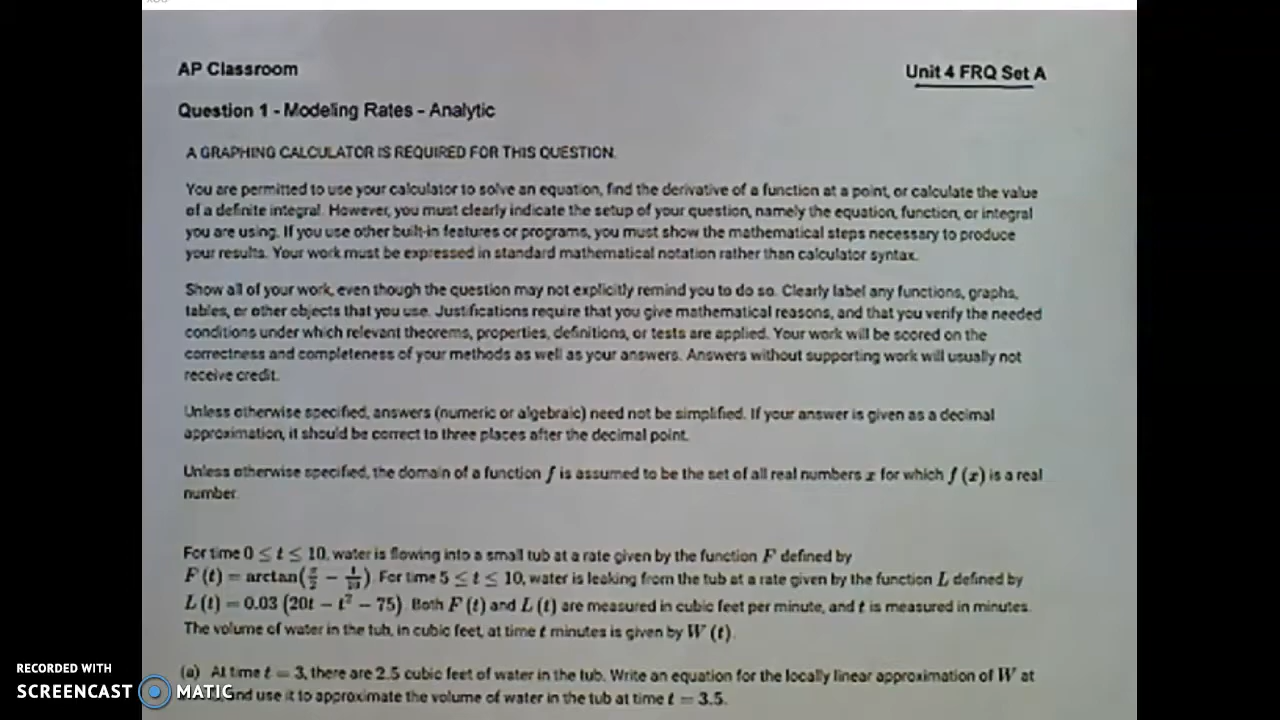 AP Classroom
Unit 4 FRQ Set A
Question 1 - Modeling Rates - Analytic
A GRAPHING CALCULATOR IS REQUIRED FOR THIS QUESTION.
You are permitted to use your calculator to solve an equation, find the derivative of a function at a point, or calculate the value
of a definite integral. However, you must clearly indicate the setup of your question, namely the equation, function, or integral
you are using. If you use other built-in features or programs, you must show the mathematical steps necessary to produce
your results. Your work must be expressed in standard mathematical notation rather than calculator syntax.
Show all of your work, even though the question may not explicitly remind you to do so. Clearly label any functions, graphs,
tables, or other objects that you use. Justifications require that you give mathematical reasons, and that you verify the needed
conditions under which relevant theorems, properties, definitions, or tests are applied. Your work will be scored on the
correctness and completeness of your methods as well as your answers. Answers without supporting work will usually not
receive credit.
Unless otherwise specified, answers (numeric or algebraic) need not be simplified. If your answer is given as a decimal
approximation, it should be correct to three places after the decimal point.
Unless otherwise specified, the domain of a function f is assumed to be the set of all real numbers x for which f (x) is a real
number.
For time 0 ≤ t ≤ 10, water is flowing into a small tub at a rate given by the function F defined by
F (t) = arctan( For time 5 ≤ t ≤ 10, water is leaking from the tub at a rate given by the function L defined by
L (t) = 0.03 (20t − t² − 75). Both F (t) and L (t) are measured in cubic feet per minute, and t is measured in minutes.
The volume of water in the tub, in cubic feet, at time t minutes is given by W (t).
(a) At time t = 3, there are 2.5 cubic feet of water in the tub. Write an equation for the locally linear approximation of W at
and use it to approximate the volume of water in the tub at time t = 3.5.
RECORDED WITH
SCREENCAST MATIC